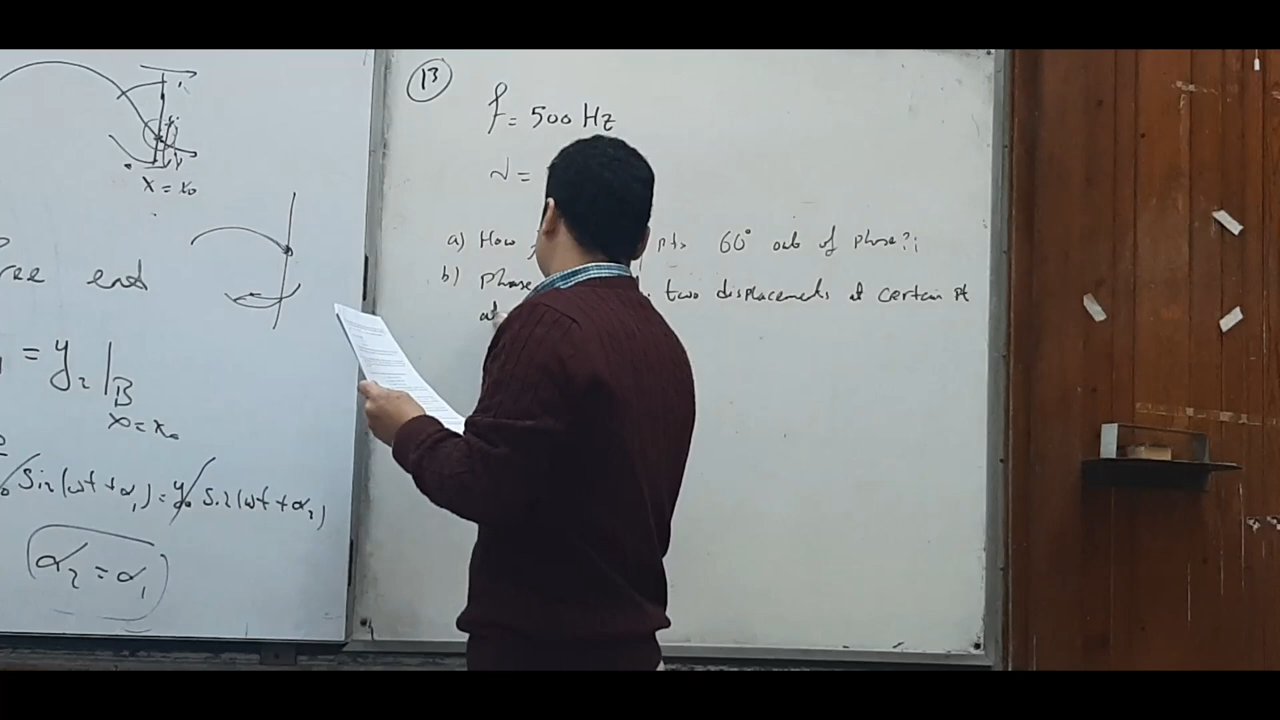 x = x₀
ree end
= y₂|B
x = x₀
Sin(ωt + α₁) = y₀ Sin(ωt + α₂)
α₂ = α₁
13
f = 500 Hz
v =
a) How pts 60° out of phase?
b) phase two displacements at certain pt
at